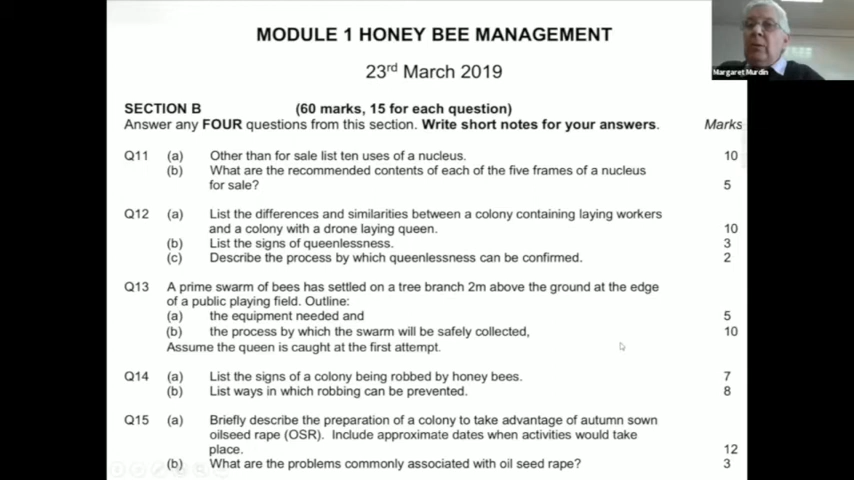 MODULE 1 HONEY BEE MANAGEMENT
23rd March 2019
Margaret Murdin
SECTION B (60 marks, 15 for each question)
Answer any FOUR questions from this section. Write short notes for your answers. Marks
Q11 (a) Other than for sale list ten uses of a nucleus. 10
(b) What are the recommended contents of each of the five frames of a nucleus
for sale? 5
Q12 (a) List the differences and similarities between a colony containing laying workers
and a colony with a drone laying queen. 10
(b) List the signs of queenlessness. 3
(c) Describe the process by which queenlessness can be confirmed. 2
Q13 A prime swarm of bees has settled on a tree branch 2m above the ground at the edge
of a public playing field. Outline:
(a) the equipment needed and 5
(b) the process by which the swarm will be safely collected, 10
Assume the queen is caught at the first attempt.
Q14 (a) List the signs of a colony being robbed by honey bees. 7
(b) List ways in which robbing can be prevented. 8
Q15 (a) Briefly describe the preparation of a colony to take advantage of autumn sown
oilseed rape (OSR). Include approximate dates when activities would take
place. 12
(b) What are the problems commonly associated with oil seed rape? 3